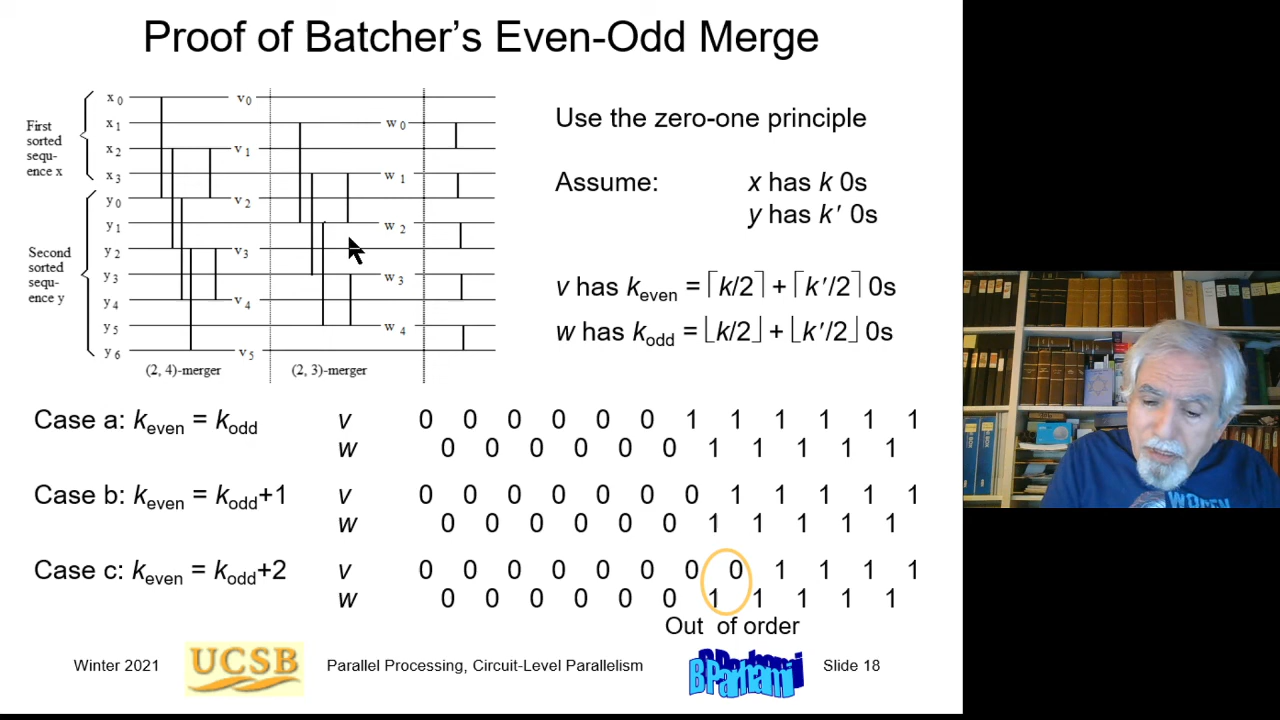 Proof of Batcher's Even-Odd Merge
First
sorted
sequ-
ence x
Second
sorted
sequ-
ence y
x0
x1
x2
x3
y0
y1
y2
y3
y4
y5
y6
v0
v1
v2
v3
v4
v5
w0
w1
w2
w3
w4
(2, 4)-merger
(2, 3)-merger
Use the zero-one principle
Assume: x has k 0s
y has k′ 0s
v has keven = ⌈k/2⌉ + ⌈k′/2⌉ 0s
w has kodd = ⌊k/2⌋ + ⌊k′/2⌋ 0s
Case a: keven = kodd v 0 0 0 0 0 0 1 1 1 1 1 1
w 0 0 0 0 0 0 1 1 1 1 1
Case b: keven = kodd+1 v 0 0 0 0 0 0 0 1 1 1 1 1
w 0 0 0 0 0 0 1 1 1 1 1
Case c: keven = kodd+2 v 0 0 0 0 0 0 0 0 1 1 1 1
w 0 0 0 0 0 0 1 1 1 1 1
Out of order
Winter 2021 UCSB Parallel Processing, Circuit-Level Parallelism B Parhami Slide 18